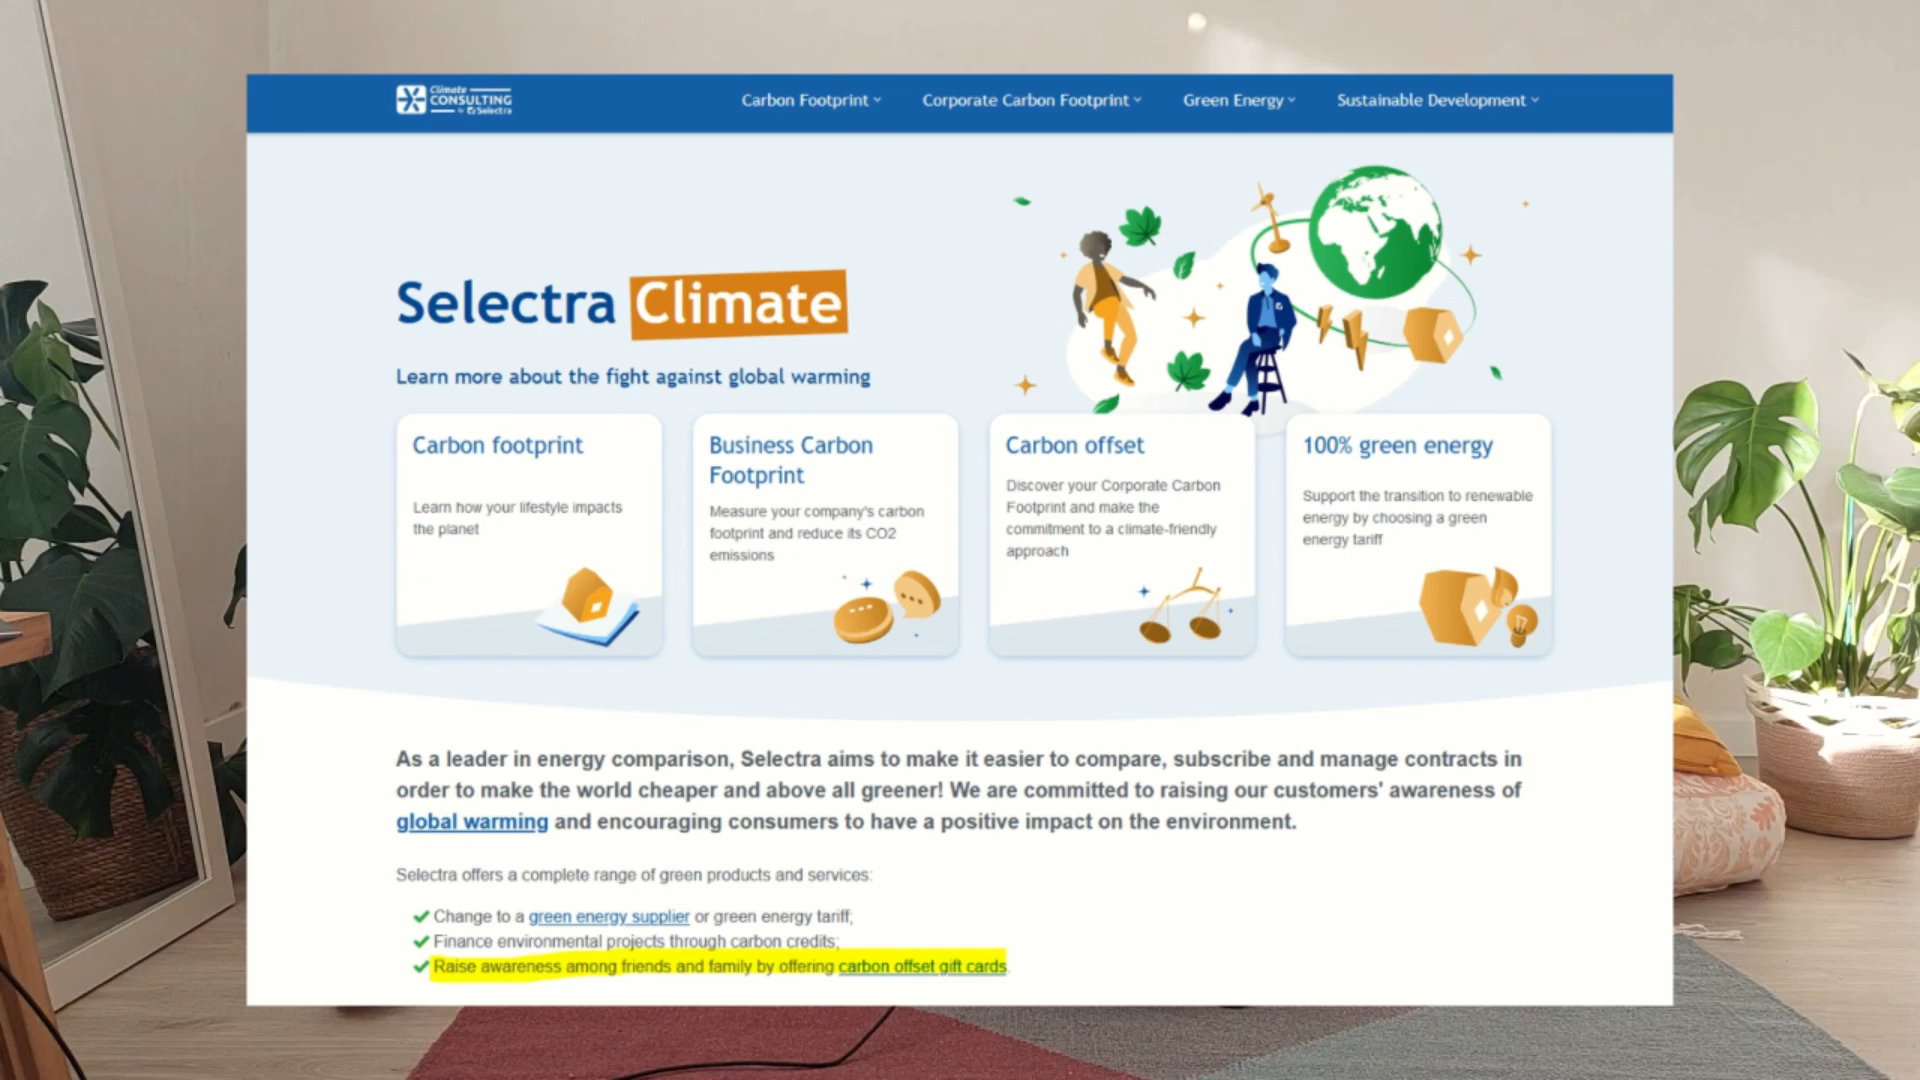 Climate
CONSULTING
by Selectra
Carbon Footprint
Corporate Carbon Footprint
Green Energy
Sustainable Development
Selectra Climate
Learn more about the fight against global warming
Carbon footprint
Learn how your lifestyle impacts
the planet
Business Carbon
Footprint
Measure your company's carbon
footprint and reduce its CO2
emissions
Carbon offset
Discover your Corporate Carbon
Footprint and make the
commitment to a climate-friendly
approach
100% green energy
Support the transition to renewable
energy by choosing a green
energy tariff
As a leader in energy comparison, Selectra aims to make it easier to compare, subscribe and manage contracts in
order to make the world cheaper and above all greener! We are committed to raising our customers' awareness of
global warming and encouraging consumers to have a positive impact on the environment.
Selectra offers a complete range of green products and services:
Change to a green energy supplier or green energy tariff;
Finance environmental projects through carbon credits;
Raise awareness among friends and family by offering carbon offset gift cards.